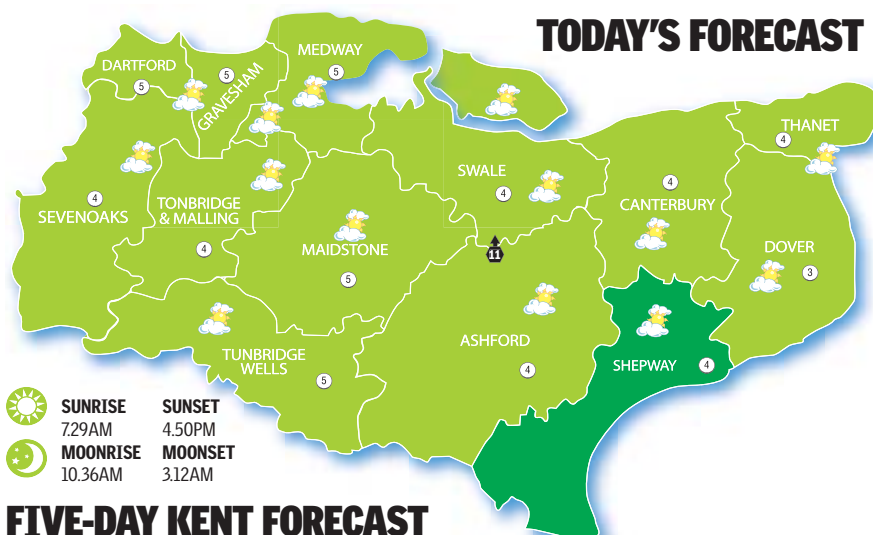 TODAY'S FORECAST
DARTFORD
5
GRAVESHAM
5
MEDWAY
5
THANET
4
SWALE
4
SEVENOAKS
4
TONBRIDGE
& MALLING
4
CANTERBURY
4
MAIDSTONE
5
DOVER
3
11
TUNBRIDGE
WELLS
5
ASHFORD
4
SHEPWAY
4
SUNRISE SUNSET
7.29AM 4.50PM
MOONRISE MOONSET
10.36AM 3.12AM
FIVE-DAY KENT FORECAST